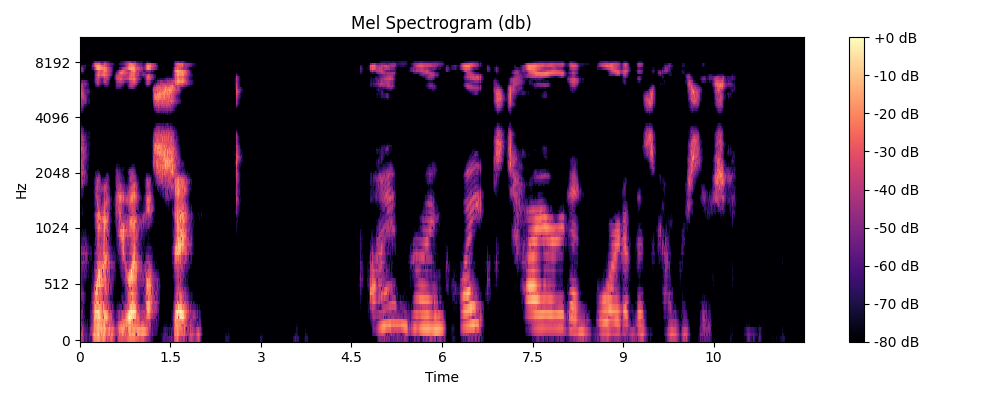 Mel Spectrogram (db)
8192
4096
2048
1024
512
0
Hz
0 1.5 3 4.5 6 7.5 9 10
Time
+0 dB
-10 dB
-20 dB
-30 dB
-40 dB
-50 dB
-60 dB
-70 dB
-80 dB